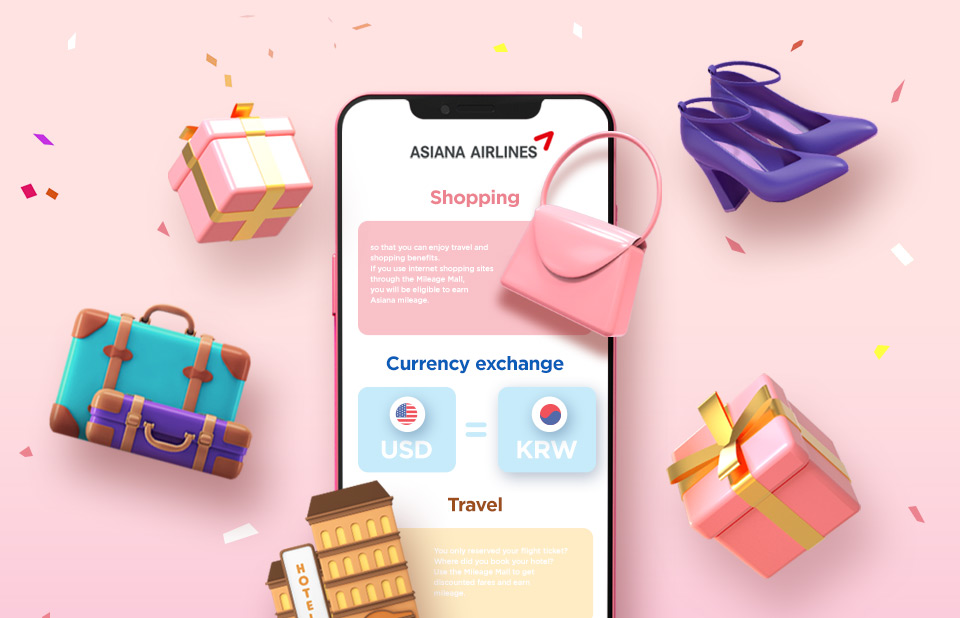 ASIANA AIRLINES
Shopping
so that you can enjoy travel and
shopping benefits.
If you use internet shopping sites
through the Mileage Mall,
you will be eligible to earn
Asiana mileage.
Currency exchange
USD = KRW
Travel
You only reserved your flight ticket?
Where did you book your hotel?
Use the Mileage Mall to get
discounted fares and earn
mileage
HOTEL